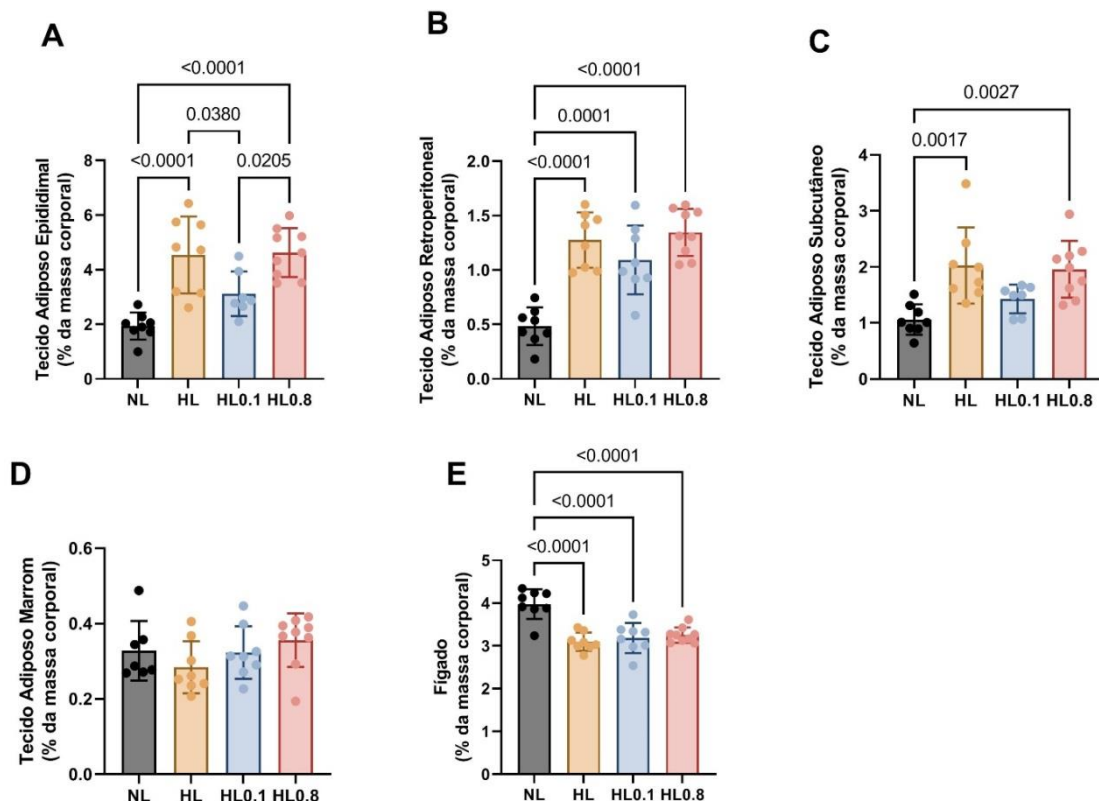 A
<0.0001
0.0380
<0.0001
0.0205
Tecido Adiposo Epididimal
(% da massa corporal)
8
6
4
2
0
NL HL HL0.1 HL0.8
B
<0.0001
0.0001
<0.0001
Tecido Adiposo Retroperitoneal
(% da massa corporal)
2.0
1.5
1.0
0.5
0.0
NL HL HL0.1 HL0.8
C
0.0027
0.0017
Tecido Adiposo Subcutâneo
(% da massa corporal)
4
3
2
1
0
NL HL HL0.1 HL0.8
D
Tecido Adiposo Marrom
(% da massa corporal)
0.6
0.4
0.2
0.0
NL HL HL0.1 HL0.8
E
<0.0001
<0.0001
<0.0001
Fígado
(% da massa corporal)
5
4
3
2
1
0
NL HL HL0.1 HL0.8